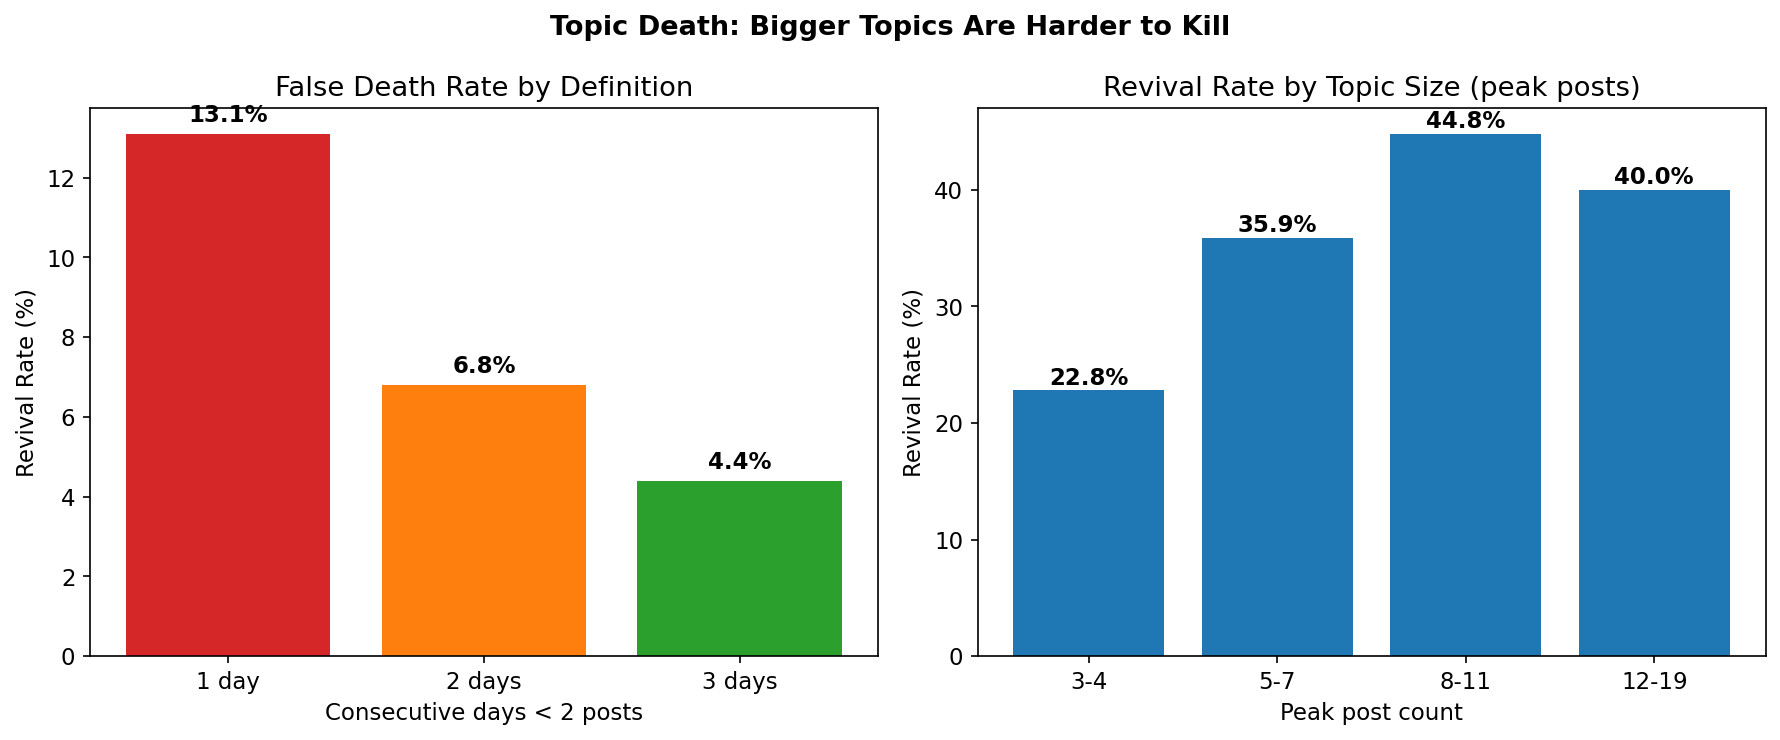 Topic Death: Bigger Topics Are Harder to Kill
False Death Rate by Definition
13.1%
6.8%
4.4%
12
10
8
6
4
2
0
Revival Rate (%)
1 day
2 days
3 days
Consecutive days < 2 posts
Revival Rate by Topic Size (peak posts)
22.8%
35.9%
44.8%
40.0%
40
30
20
10
0
Revival Rate (%)
3-4
5-7
8-11
12-19
Peak post count